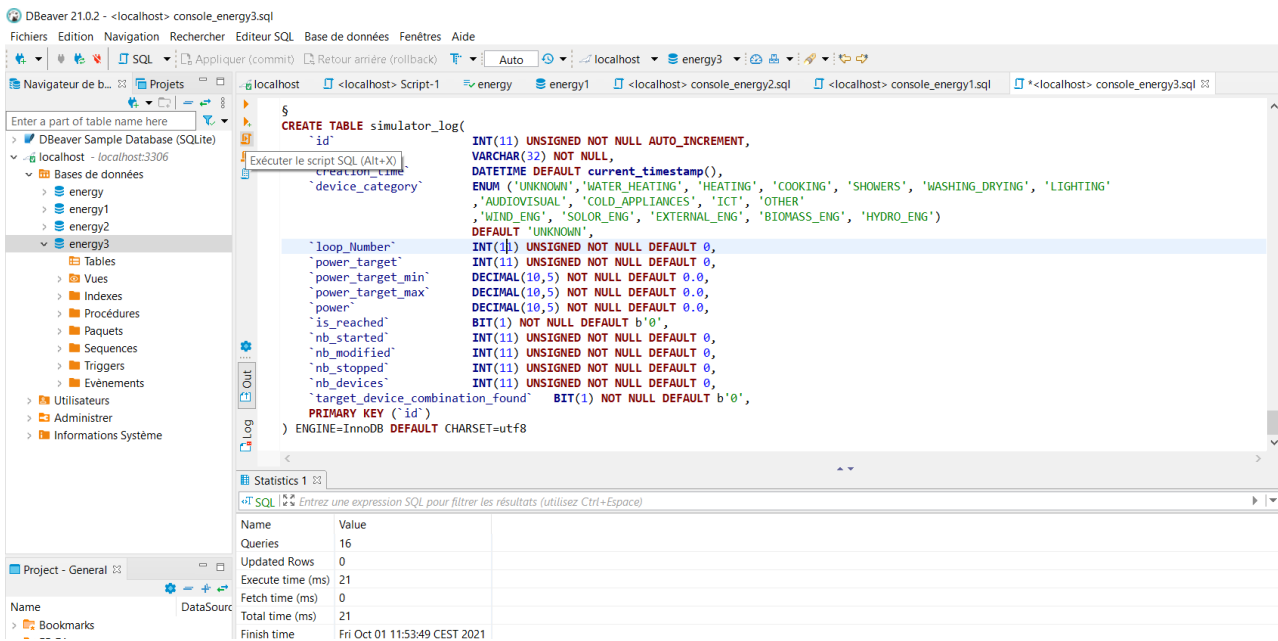 DBeaver 21.0.2 - <localhost> console_energy3.sql
Fichiers Edition Navigation Rechercher Editeur SQL Base de données Fenêtres Aide
SQL Appliquer (commit) Retour arrière (rollback) Auto localhost energy3
Navigateur de b... Projets
localhost <localhost> Script-1 energy energy1 <localhost> console_energy2.sql <localhost> console_energy1.sql *<localhost> console_energy3.sql
Enter a part of table name here
DBeaver Sample Database (SQLite)
localhost - localhost:3306
Bases de données
energy
energy1
energy2
energy3
Tables
Vues
Indexes
Procédures
Paquets
Sequences
Triggers
Evènements
Utilisateurs
Administrer
Informations Système
§
CREATE TABLE simulator_log(
`id` INT(11) UNSIGNED NOT NULL AUTO_INCREMENT,
VARCHAR(32) NOT NULL,
Exécuter le script SQL (Alt+X)
`creation_time` DATETIME DEFAULT current_timestamp(),
`device_category` ENUM ('UNKNOWN','WATER_HEATING', 'HEATING', 'COOKING', 'SHOWERS', 'WASHING_DRYING', 'LIGHTING'
,'AUDIOVISUAL', 'COLD_APPLIANCES', 'ICT', 'OTHER'
,'WIND_ENG', 'SOLOR_ENG', 'EXTERNAL_ENG', 'BIOMASS_ENG', 'HYDRO_ENG')
DEFAULT 'UNKNOWN',
`loop_Number` INT(11) UNSIGNED NOT NULL DEFAULT 0,
`power_target` INT(11) UNSIGNED NOT NULL DEFAULT 0,
`power_target_min` DECIMAL(10,5) NOT NULL DEFAULT 0.0,
`power_target_max` DECIMAL(10,5) NOT NULL DEFAULT 0.0,
`power` DECIMAL(10,5) NOT NULL DEFAULT 0.0,
`is_reached` BIT(1) NOT NULL DEFAULT b'0',
`nb_started` INT(11) UNSIGNED NOT NULL DEFAULT 0,
`nb_modified` INT(11) UNSIGNED NOT NULL DEFAULT 0,
`nb_stopped` INT(11) UNSIGNED NOT NULL DEFAULT 0,
`nb_devices` INT(11) UNSIGNED NOT NULL DEFAULT 0,
`target_device_combination_found` BIT(1) NOT NULL DEFAULT b'0',
PRIMARY KEY (`id`)
) ENGINE=InnoDB DEFAULT CHARSET=utf8
Out
Log
Statistics 1
SQL Entrez une expression SQL pour filtrer les résultats (utilisez Ctrl+Espace)
Name Value
Queries 16
Updated Rows 0
Execute time (ms) 21
Fetch time (ms) 0
Total time (ms) 21
Finish time Fri Oct 01 11:53:49 CEST 2021
Project - General
Name DataSourc
Bookmarks